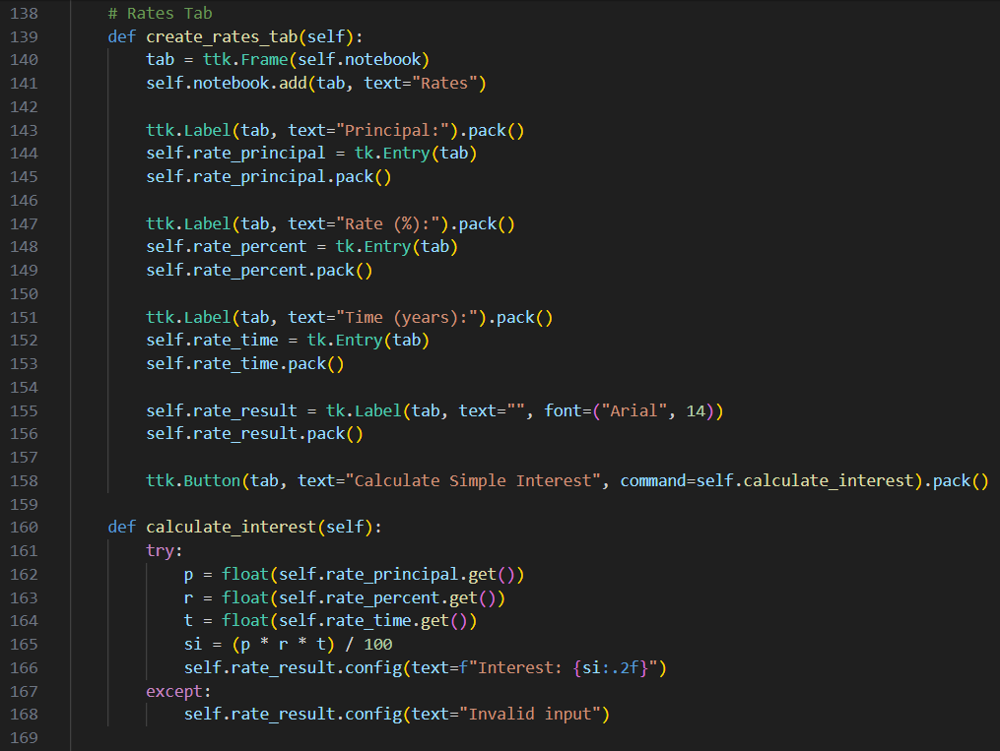 138 # Rates Tab
139 def create_rates_tab(self):
140     tab = ttk.Frame(self.notebook)
141     self.notebook.add(tab, text="Rates")
142
143     ttk.Label(tab, text="Principal:").pack()
144     self.rate_principal = tk.Entry(tab)
145     self.rate_principal.pack()
146
147     ttk.Label(tab, text="Rate (%):").pack()
148     self.rate_percent = tk.Entry(tab)
149     self.rate_percent.pack()
150
151     ttk.Label(tab, text="Time (years):").pack()
152     self.rate_time = tk.Entry(tab)
153     self.rate_time.pack()
154
155     self.rate_result = tk.Label(tab, text="", font=("Arial", 14))
156     self.rate_result.pack()
157
158     ttk.Button(tab, text="Calculate Simple Interest", command=self.calculate_interest).pack()
159
160 def calculate_interest(self):
161     try:
162         p = float(self.rate_principal.get())
163         r = float(self.rate_percent.get())
164         t = float(self.rate_time.get())
165         si = (p * r * t) / 100
166         self.rate_result.config(text=f"Interest: {si:.2f}")
167     except:
168         self.rate_result.config(text="Invalid input")
169